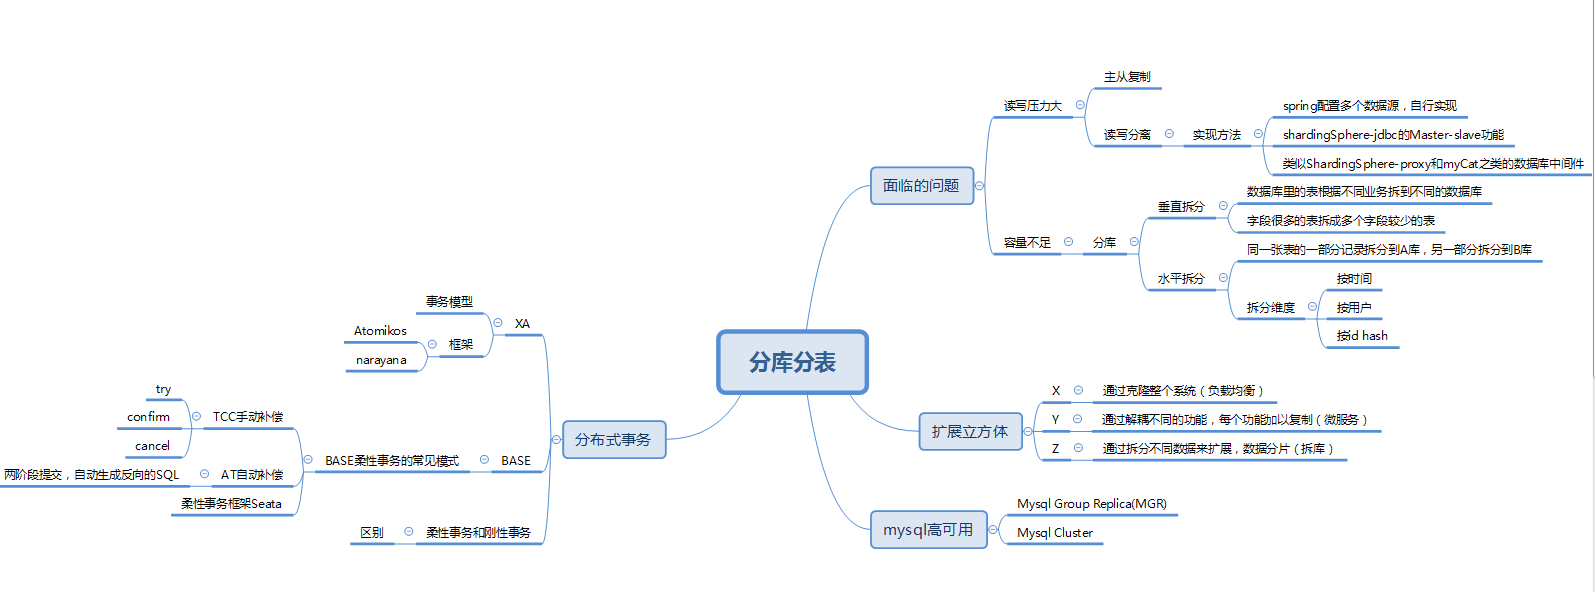 分库分表
面临的问题
读写压力大
主从复制
读写分离
实现方法
spring配置多个数据源，自行实现
shardingSphere-jdbc的Master-slave功能
类似ShardingSphere-proxy和myCat之类的数据库中间件
容量不足
分库
垂直拆分
数据库里的表根据不同业务拆到不同的数据库
字段很多的表拆成多个字段较少的表
水平拆分
同一张表的一部分记录拆分到A库，另一部分拆分到B库
拆分维度
按时间
按用户
按id hash
扩展立方体
X
通过克隆整个系统（负载均衡）
Y
通过解耦不同的功能，每个功能加以复制（微服务）
Z
通过拆分不同数据来扩展，数据分片（拆库）
mysql高可用
Mysql Group Replica(MGR)
Mysql Cluster
分布式事务
XA
事务模型
框架
Atomikos
narayana
BASE
BASE柔性事务的常见模式
TCC手动补偿
try
confirm
cancel
AT自动补偿
两阶段提交，自动生成反向的SQL
柔性事务框架Seata
柔性事务和刚性事务
区别